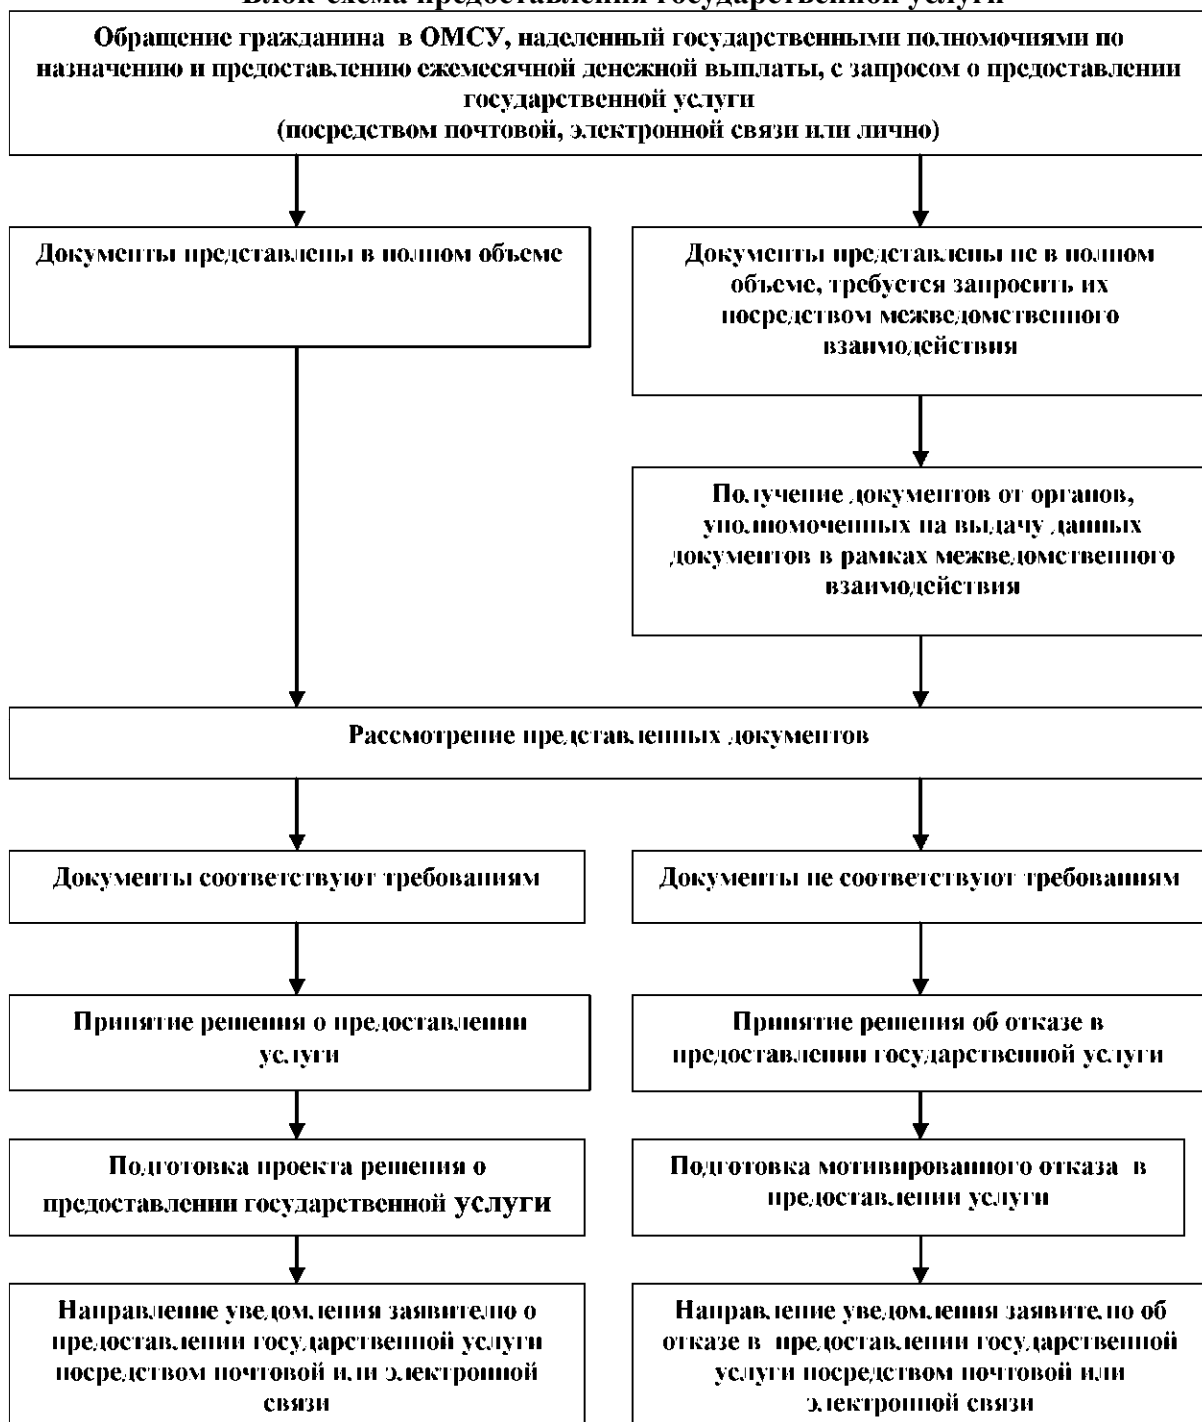 Блок-схема предоставления государственной услуги
Обращение гражданина в ОМСУ, наделенный государственными полномочиями по
назначению и предоставлению ежемесячной денежной выплаты, с запросом о предоставлении
государственной услуги
(посредством почтовой, электронной связи или лично)
Документы представлены в полном объеме
Документы представлены не в полном
объеме, требуется запросить их
посредством межведомственного
взаимодействия
Получение документов от органов,
уполномоченных на выдачу данных
документов в рамках межведомственного
взаимодействия
Рассмотрение представленных документов
Документы соответствуют требованиям
Документы не соответствуют требованиям
Принятие решения о предоставлении
услуги
Принятие решения об отказе в
предоставлении государственной услуги
Подготовка проекта решения о
предоставлении государственной услуги
Подготовка мотивированного отказа в
предоставлении услуги
Направление уведомления заявителю о
предоставлении государственной услуги
посредством почтовой или электронной
связи
Направление уведомления заявителю об
отказе в предоставлении государственной
услуги посредством почтовой или
электронной связи